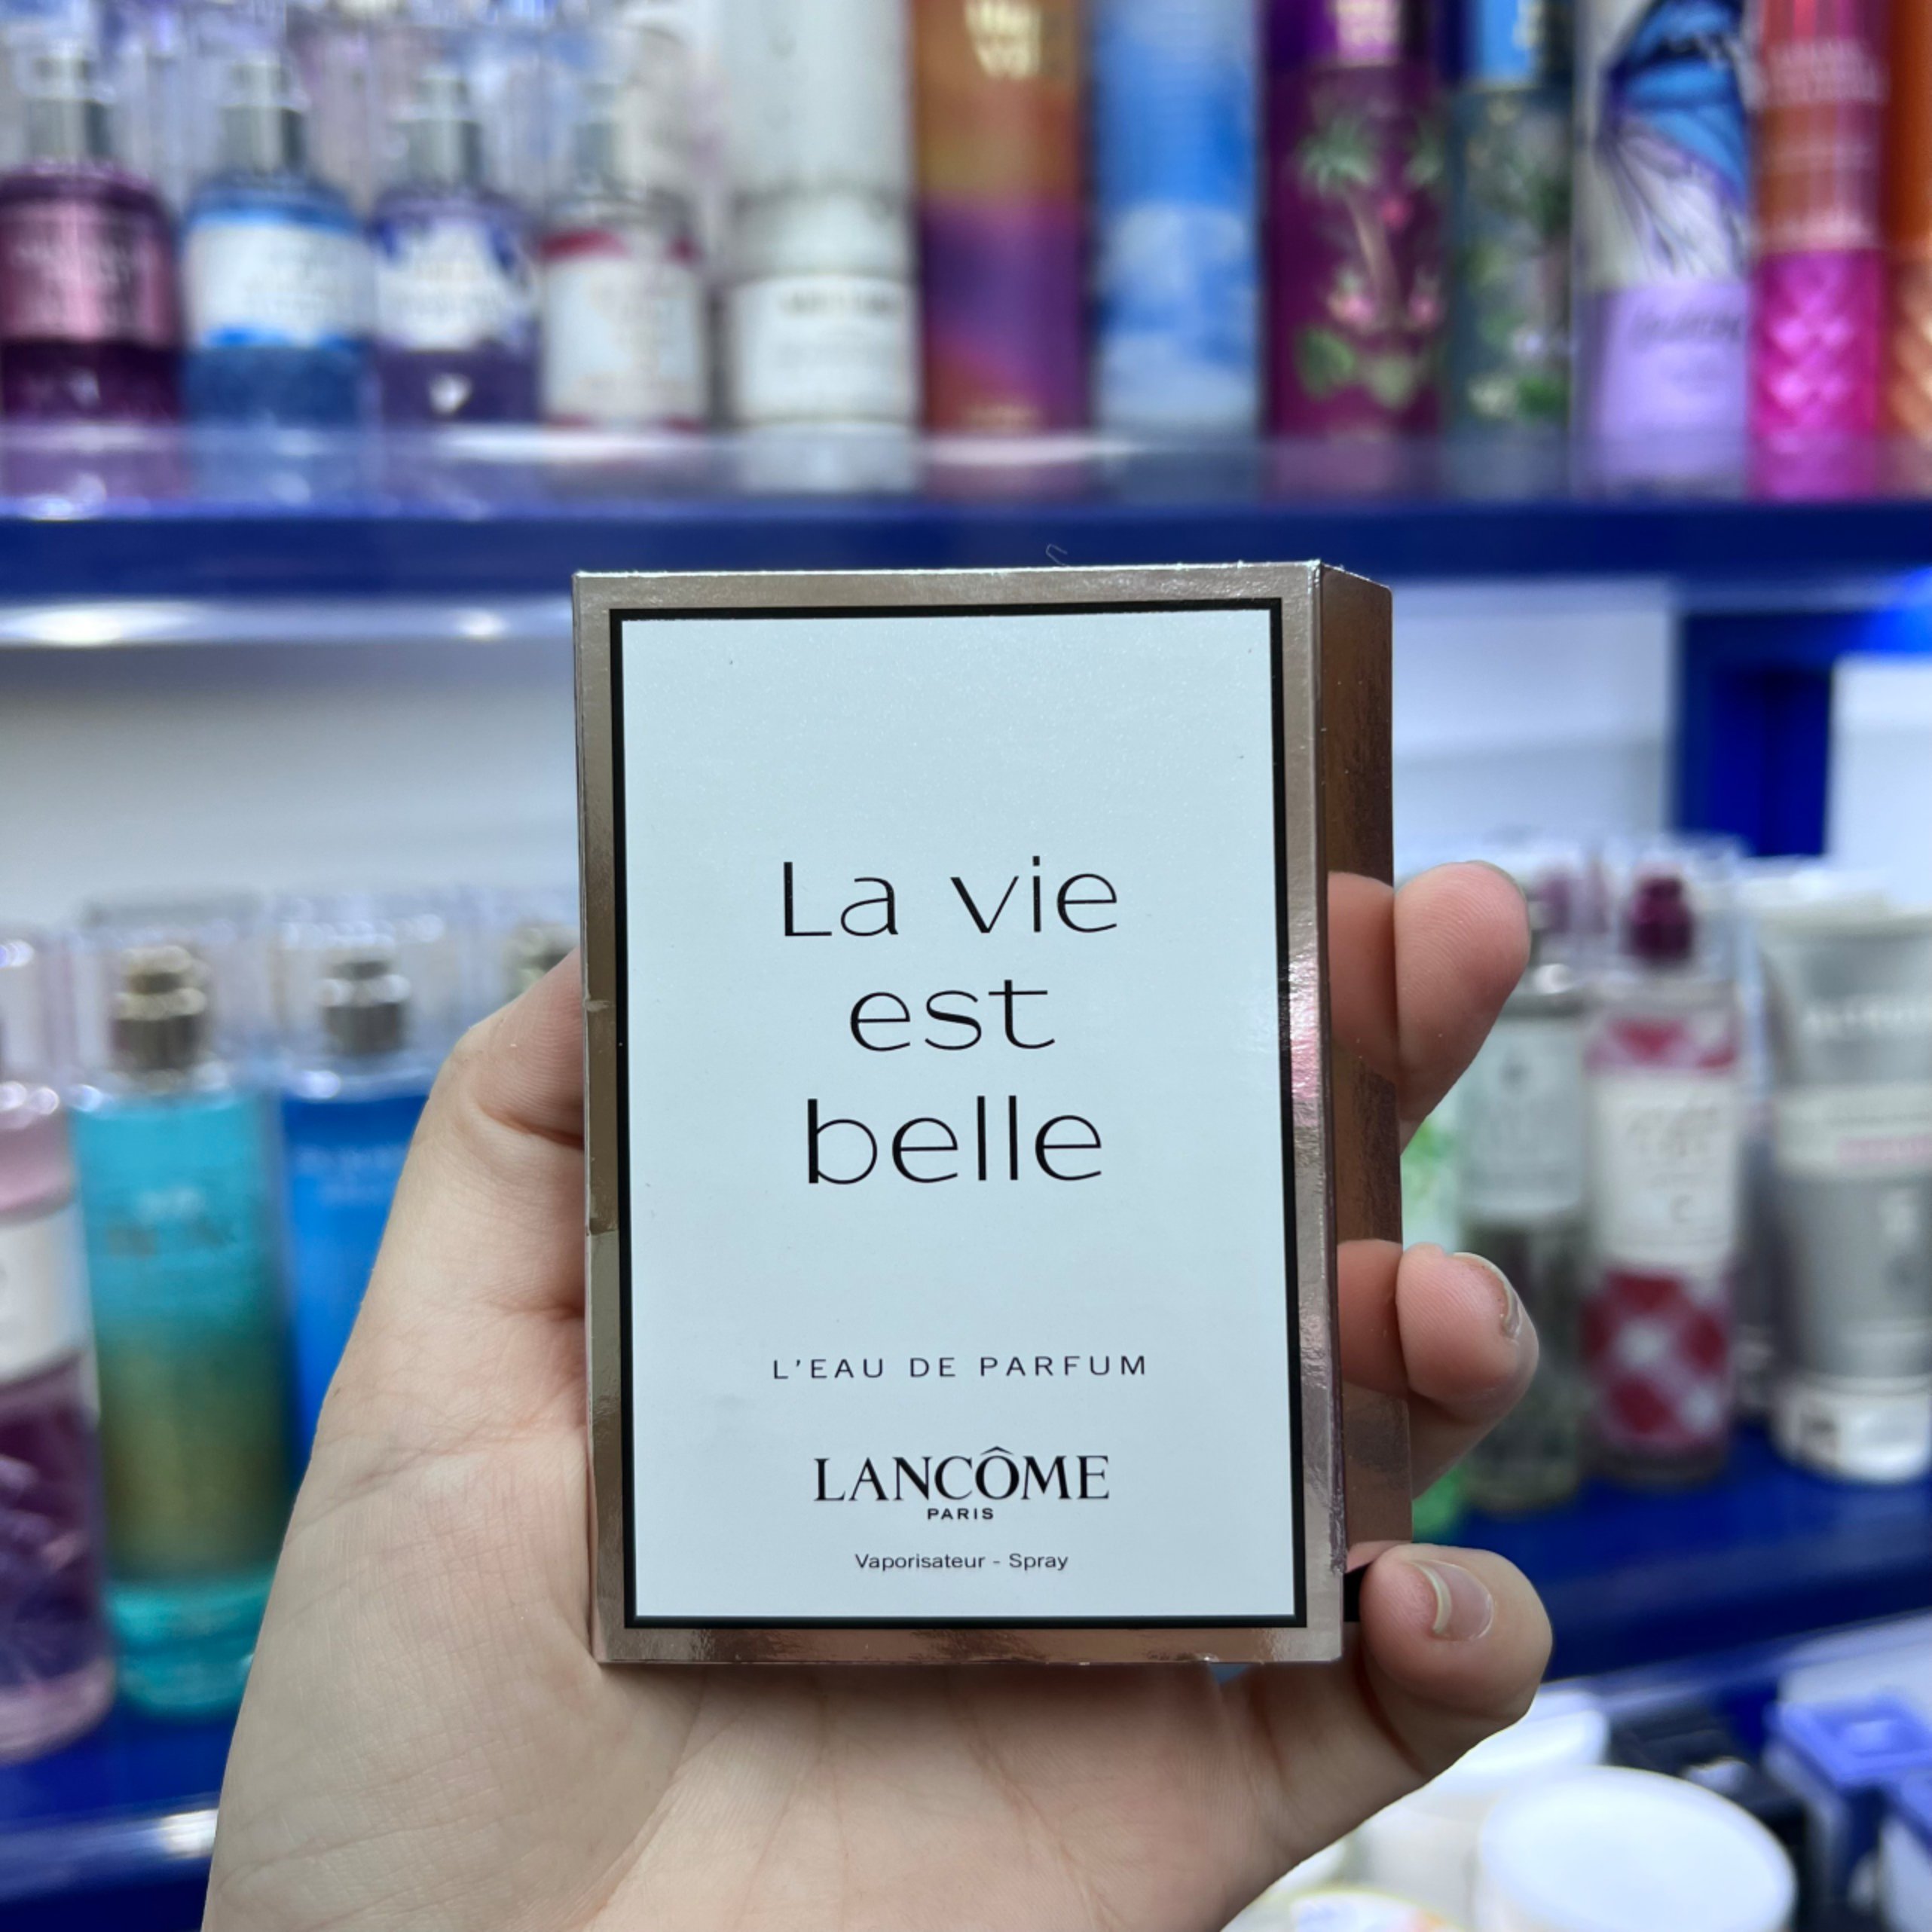 La vie
est
belle
L'EAU DE PARFUM
LANCÔME
PARIS
Vaporisateur - Spray